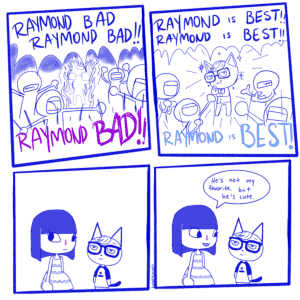 RAYMOND BAD
RAYMOND BAD!!
RAYMOND BAD!!
RAYMOND IS BEST!!
RAYMOND IS BEST!!
RAYMOND IS BEST!
He's not my
favorite, but
he's cute.